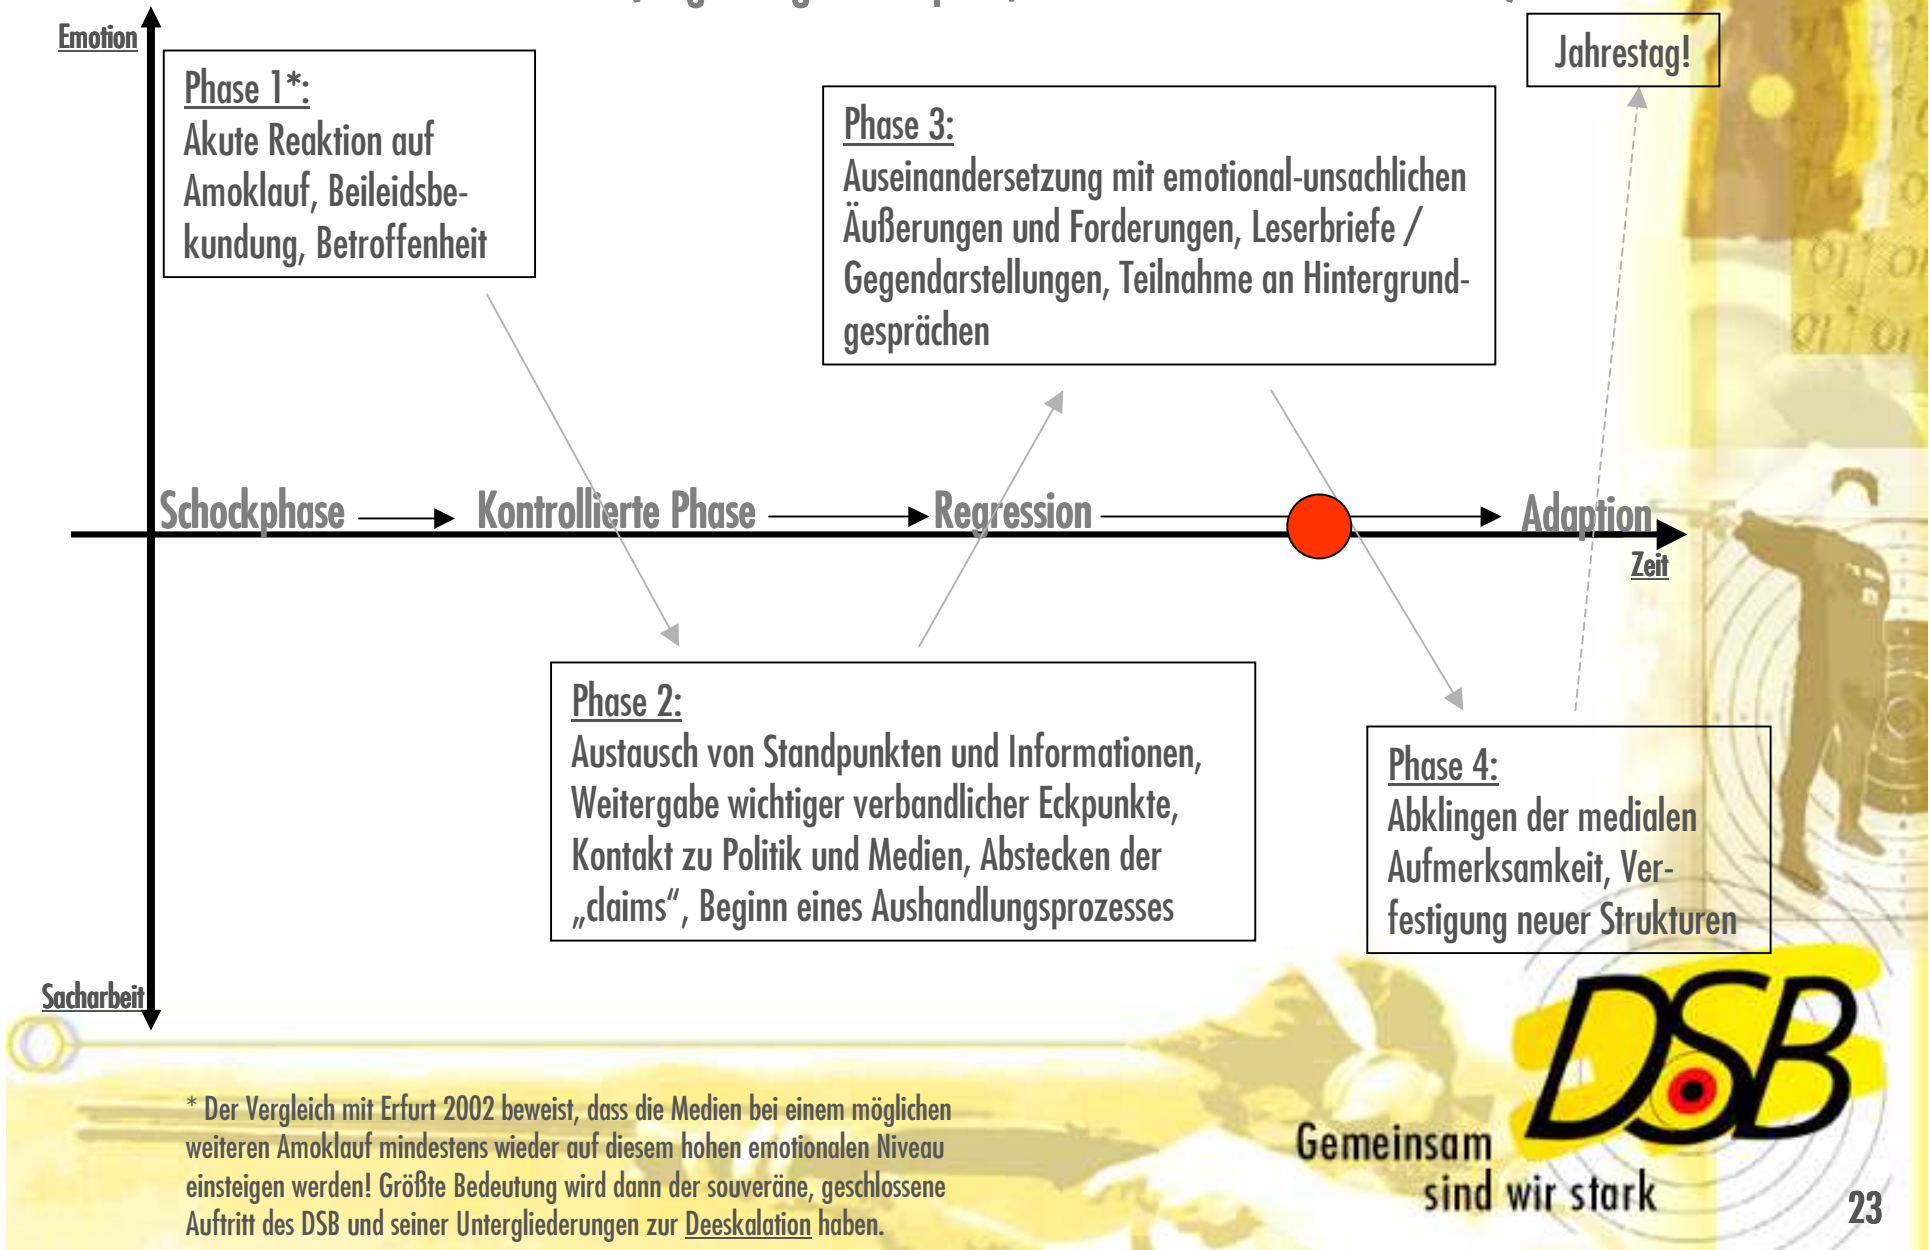 Emotion
Jahrestag!
Phase 1*:
Akute Reaktion auf
Amoklauf, Beileidsbe-
kundung, Betroffenheit
Phase 3:
Auseinandersetzung mit emotional-unsachlichen
Äußerungen und Forderungen, Leserbriefe /
Gegendarstellungen, Teilnahme an Hintergrund-
gesprächen
Schockphase Kontrollierte Phase Regression Adaption
Zeit
Phase 2:
Austausch von Standpunkten und Informationen,
Weitergabe wichtiger verbandlicher Eckpunkte,
Kontakt zu Politik und Medien, Abstecken der
„claims“, Beginn eines Aushandlungsprozesses
Phase 4:
Abklingen der medialen
Aufmerksamkeit, Ver-
festigung neuer Strukturen
Sacharbeit
DSB
Gemeinsam
sind wir stark
* Der Vergleich mit Erfurt 2002 beweist, dass die Medien bei einem möglichen
weiteren Amoklauf mindestens wieder auf diesem hohen emotionalen Niveau
einsteigen werden! Größte Bedeutung wird dann der souveräne, geschlossene
Auftritt des DSB und seiner Untergliederungen zur Deeskalation haben.
23